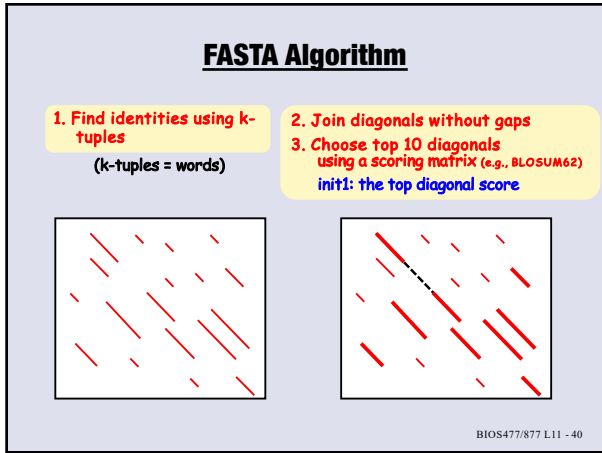 FASTA Algorithm
1. Find identities using k-
tuples
(k-tuples = words)
2. Join diagonals without gaps
3. Choose top 10 diagonals
using a scoring matrix (e.g., BLOSUM62)
init1: the top diagonal score
BIOS477/877 L11 - 40